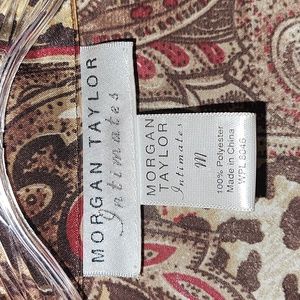 MORGAN TAYLOR
Intimates
MORGAN
TAYLOR
Intimates
M
100% Polyester
Made in China
WPL 8046